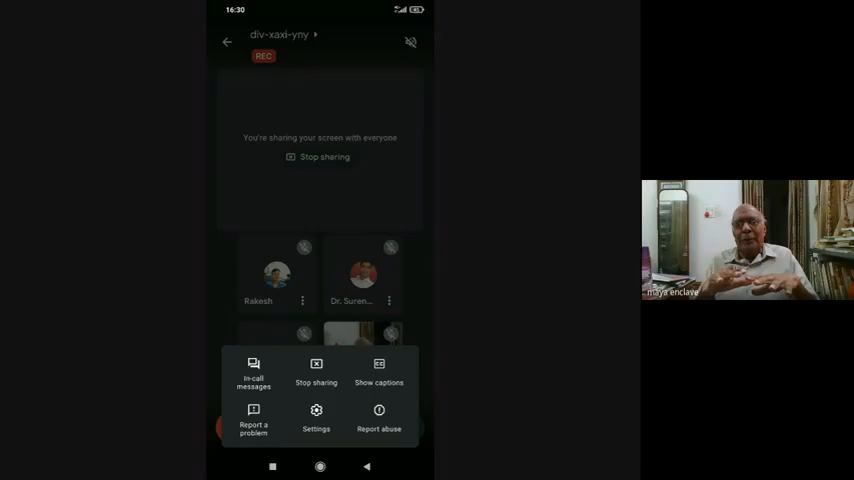 16:30
div-xaxi-yny
REC
You're sharing your screen with everyone
Stop sharing
Rakesh
Dr. Suren...
In-call
messages
Stop sharing
CC
Show captions
Report a
problem
Settings
Report abuse
maya enclave